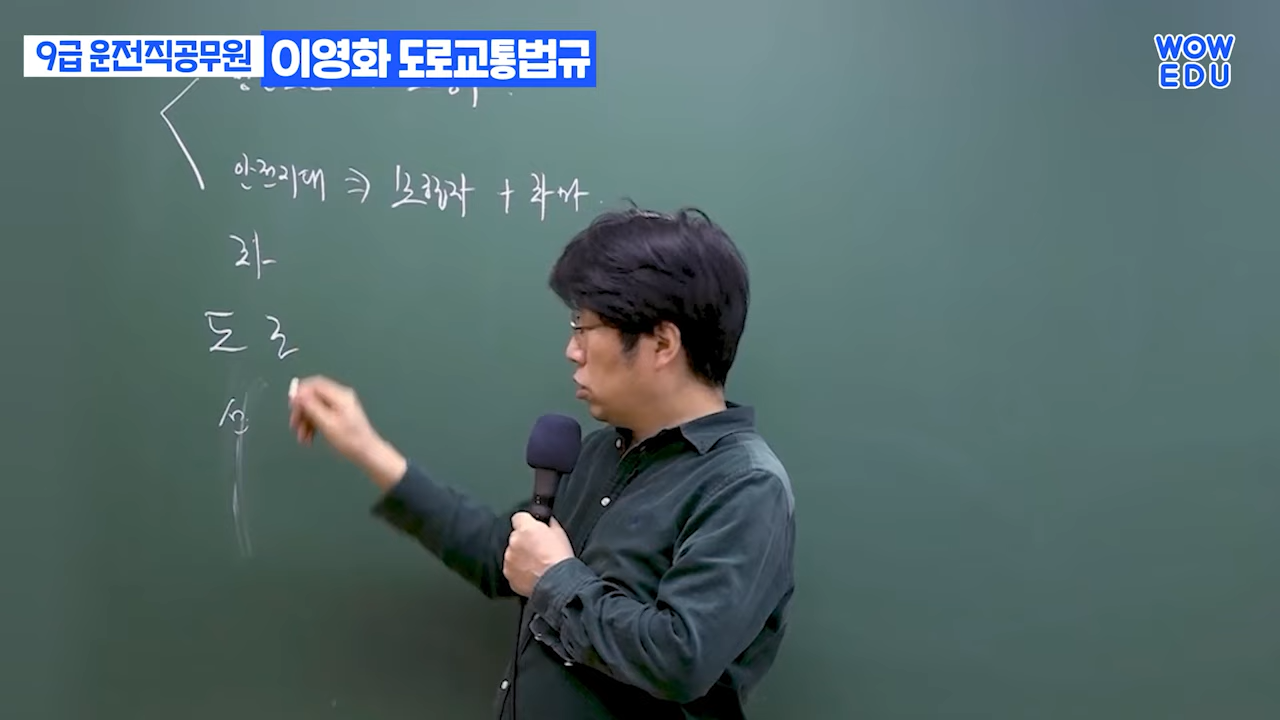 9급 운전직공무원 이영화 도로교통법규
WOW
EDU
안전지대 ⇒ 보행자 + 차마
차
도로
선